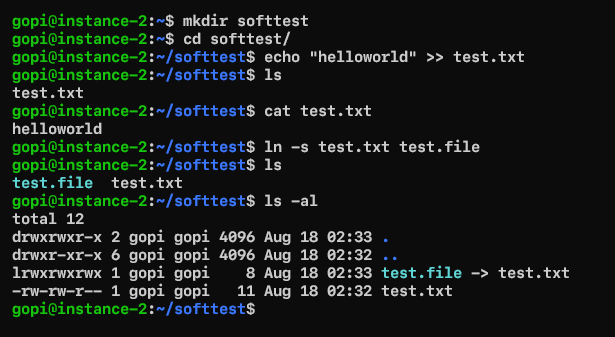 gopi@instance-2:~$ mkdir softtest
gopi@instance-2:~$ cd softtest/
gopi@instance-2:~/softtest$ echo "helloworld" >> test.txt
gopi@instance-2:~/softtest$ ls
test.txt
gopi@instance-2:~/softtest$ cat test.txt
helloworld
gopi@instance-2:~/softtest$ ln -s test.txt test.file
gopi@instance-2:~/softtest$ ls
test.file  test.txt
gopi@instance-2:~/softtest$ ls -al
total 12
drwxrwxr-x 2 gopi gopi 4096 Aug 18 02:33 .
drwxr-xr-x 6 gopi gopi 4096 Aug 18 02:32 ..
lrwxrwxrwx 1 gopi gopi    8 Aug 18 02:33 test.file -> test.txt
-rw-rw-r-- 1 gopi gopi   11 Aug 18 02:32 test.txt
gopi@instance-2:~/softtest$